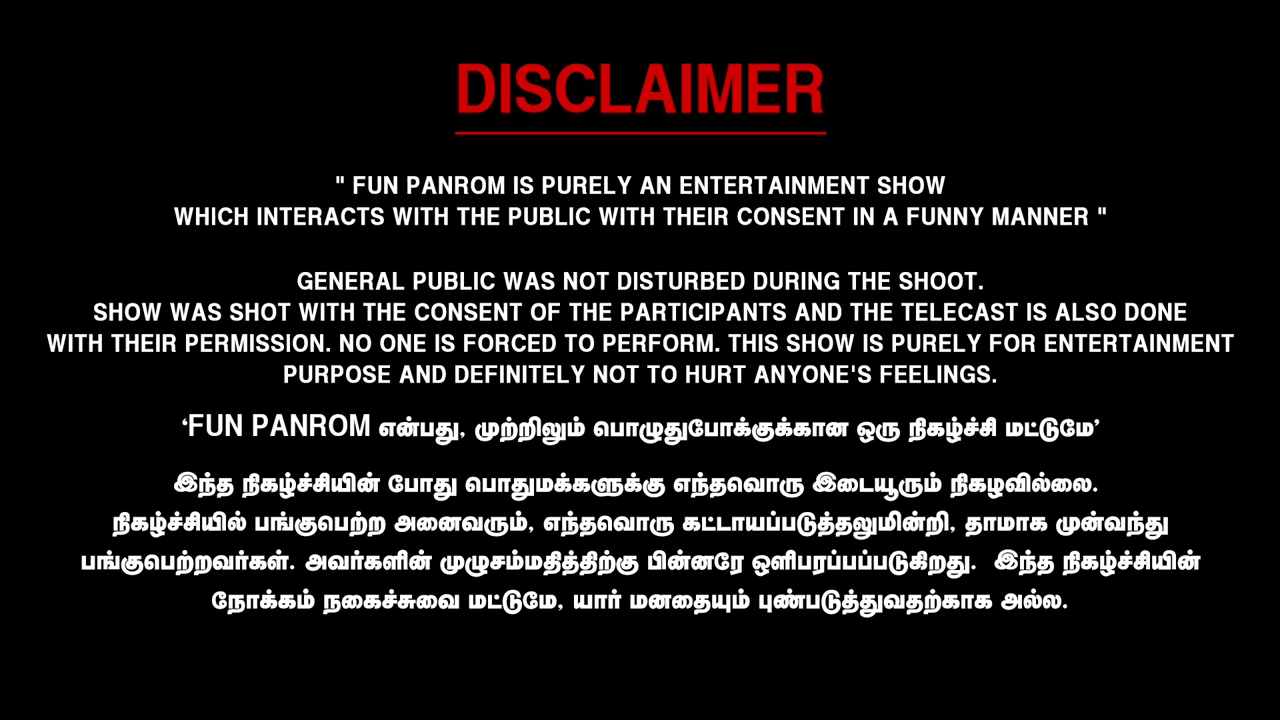 DISCLAIMER
" FUN PANROM IS PURELY AN ENTERTAINMENT SHOW
WHICH INTERACTS WITH THE PUBLIC WITH THEIR CONSENT IN A FUNNY MANNER "
GENERAL PUBLIC WAS NOT DISTURBED DURING THE SHOOT.
SHOW WAS SHOT WITH THE CONSENT OF THE PARTICIPANTS AND THE TELECAST IS ALSO DONE
WITH THEIR PERMISSION. NO ONE IS FORCED TO PERFORM. THIS SHOW IS PURELY FOR ENTERTAINMENT
PURPOSE AND DEFINITELY NOT TO HURT ANYONE'S FEELINGS.
‘FUN PANROM என்பது, முற்றிலும் பொழுதுபோக்குக்கான ஒரு நிகழ்ச்சி மட்டுமே’
இந்த நிகழ்ச்சியின் போது பொதுமக்களுக்கு எந்தவொரு இடையூரும் நிகழவில்லை.
நிகழ்ச்சியில் பங்குபெற்ற அனைவரும், எந்தவொரு கட்டாயப்படுத்தலுமின்றி, தாமாக முன்வந்து
பங்குபெற்றவர்கள். அவர்களின் முழுசம்மதித்திற்கு பின்னரே ஒளிபரப்பப்படுகிறது. இந்த நிகழ்ச்சியின்
நோக்கம் நகைச்சுவை மட்டுமே, யார் மனதையும் புண்படுத்துவதற்காக அல்ல.